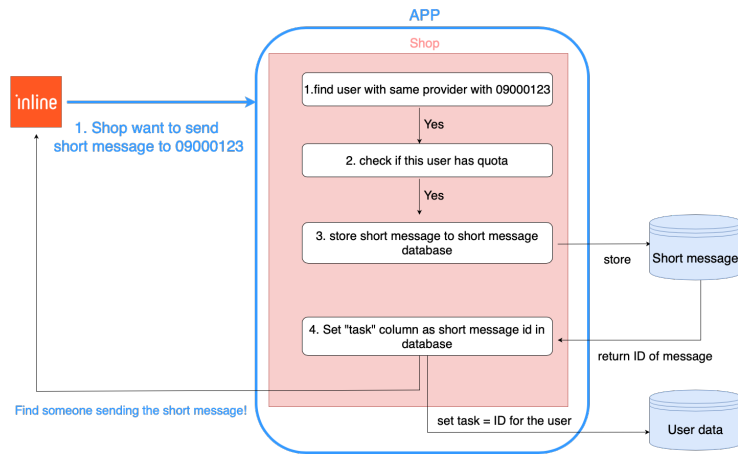 APP
Shop
inline
1.find user with same provider with 09000123
1. Shop want to send
short message to 09000123
Yes
2. check if this user has quota
Yes
3. store short message to short message
database
store
Short message
4. Set "task" column as short message id in
database
return ID of message
Find someone sending the short message!
set task = ID for the user
User data